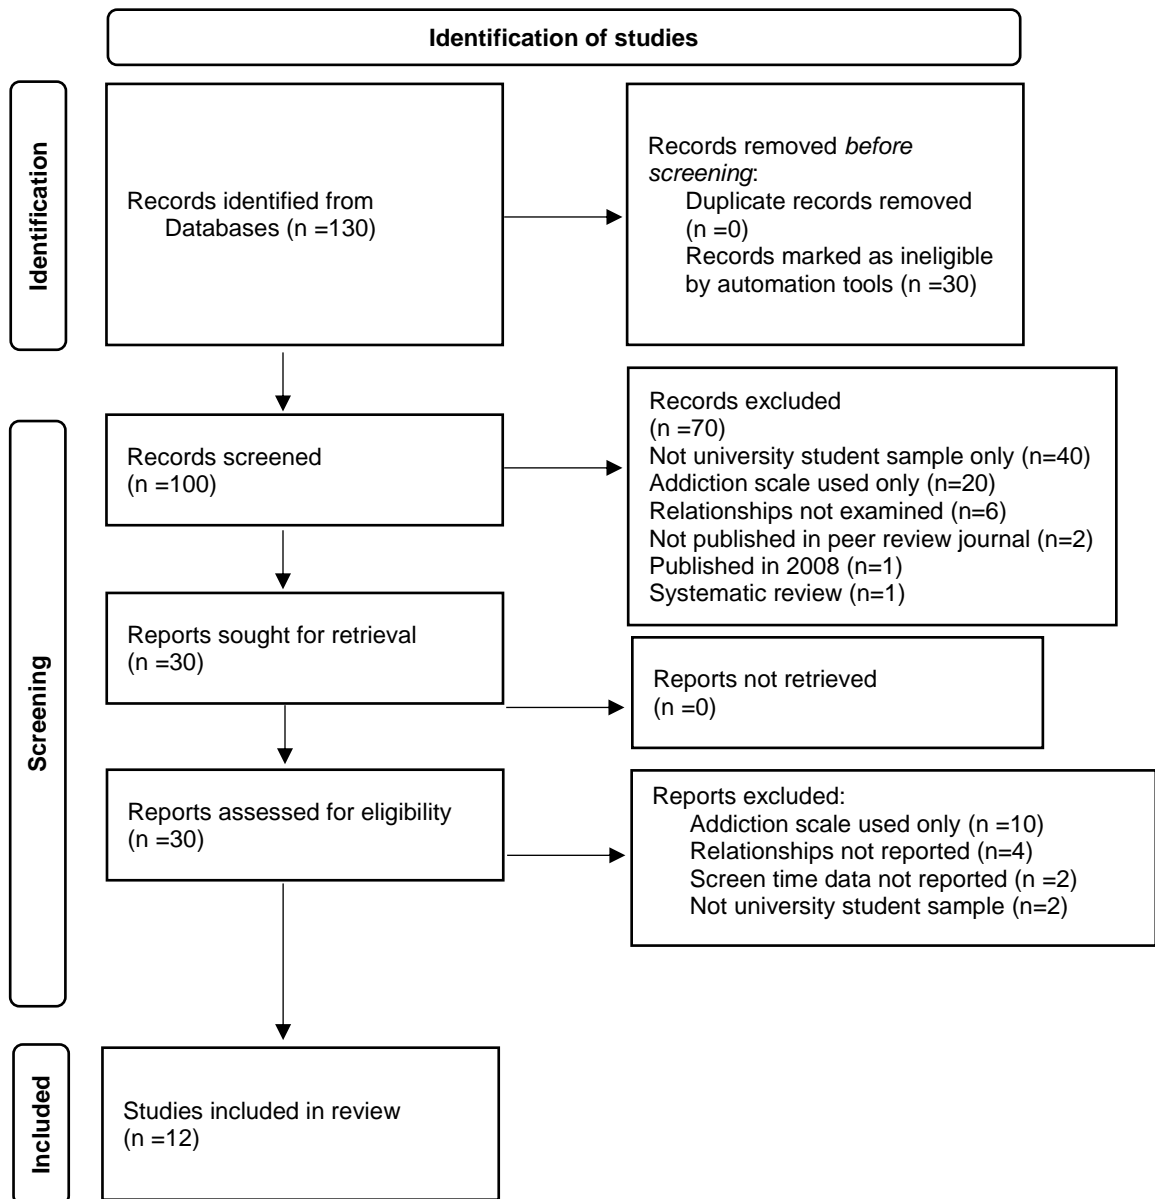 Identification of studies
Identification
Records identified from
Databases (n =130)
Records removed before
screening:
Duplicate records removed
(n =0)
Records marked as ineligible
by automation tools (n =30)
Screening
Records screened
(n =100)
Records excluded
(n =70)
Not university student sample only (n=40)
Addiction scale used only (n=20)
Relationships not examined (n=6)
Not published in peer review journal (n=2)
Published in 2008 (n=1)
Systematic review (n=1)
Reports sought for retrieval
(n =30)
Reports not retrieved
(n =0)
Reports assessed for eligibility
(n =30)
Reports excluded:
Addiction scale used only (n =10)
Relationships not reported (n=4)
Screen time data not reported (n =2)
Not university student sample (n=2)
Included
Studies included in review
(n =12)